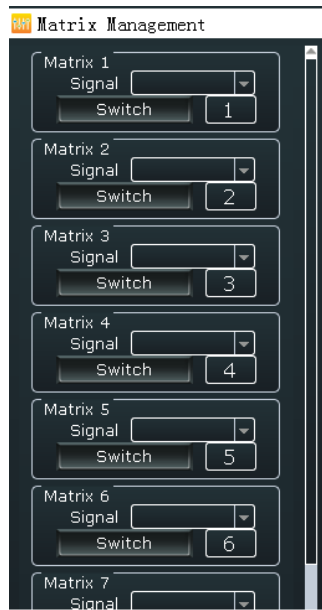 Matrix Management
Matrix 1
Signal
Switch 1
Matrix 2
Signal
Switch 2
Matrix 3
Signal
Switch 3
Matrix 4
Signal
Switch 4
Matrix 5
Signal
Switch 5
Matrix 6
Signal
Switch 6
Matrix 7
Signal